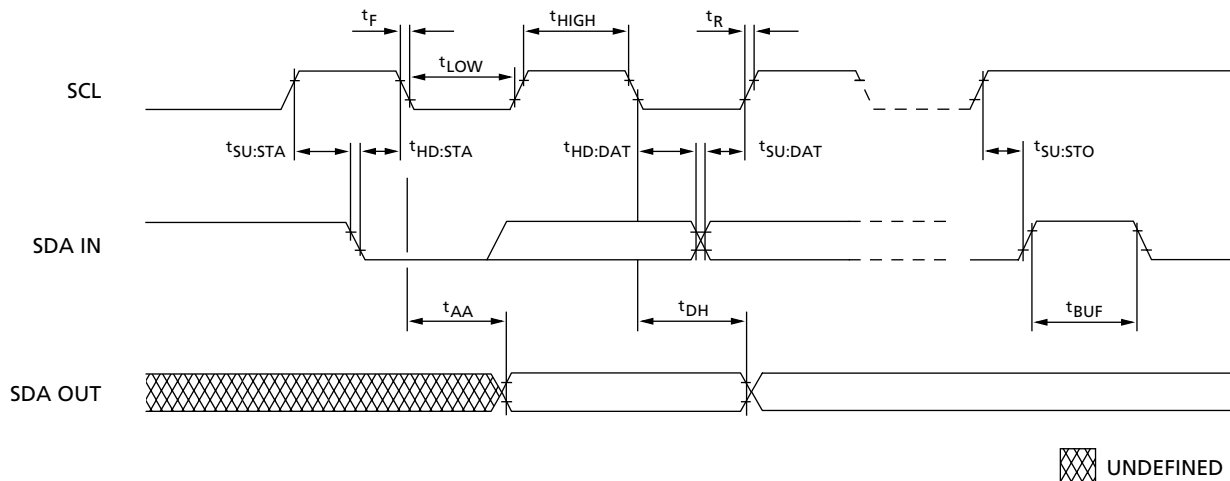 tF
tHIGH
tR
tLOW
SCL
tSU:STA
tHD:STA
tHD:DAT
tSU:DAT
tSU:STO
SDA IN
tAA
tDH
tBUF
SDA OUT
UNDEFINED